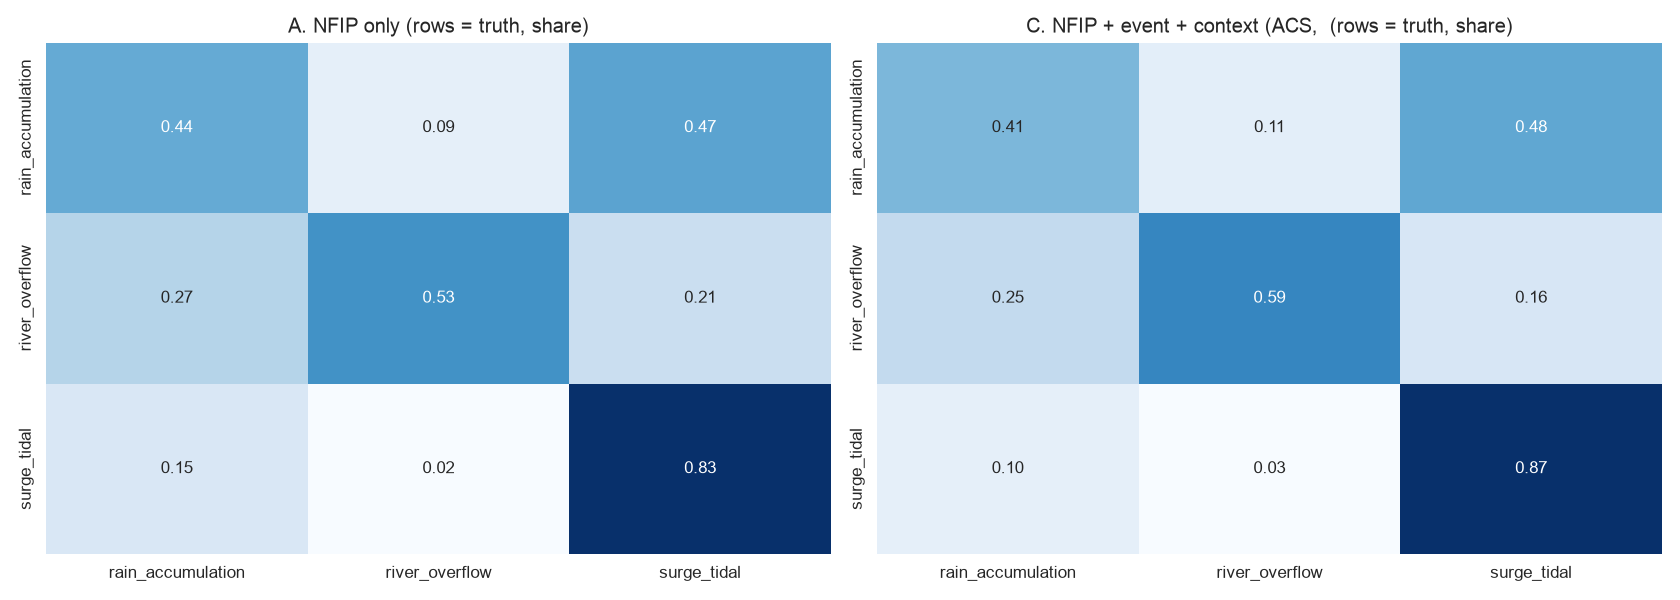 A. NFIP only (rows = truth, share)
rain_accumulation
0.44
0.09
0.47
river_overflow
0.27
0.53
0.21
surge_tidal
0.15
0.02
0.83
rain_accumulation
river_overflow
surge_tidal
C. NFIP + event + context (ACS,  (rows = truth, share)
rain_accumulation
0.41
0.11
0.48
river_overflow
0.25
0.59
0.16
surge_tidal
0.10
0.03
0.87
rain_accumulation
river_overflow
surge_tidal